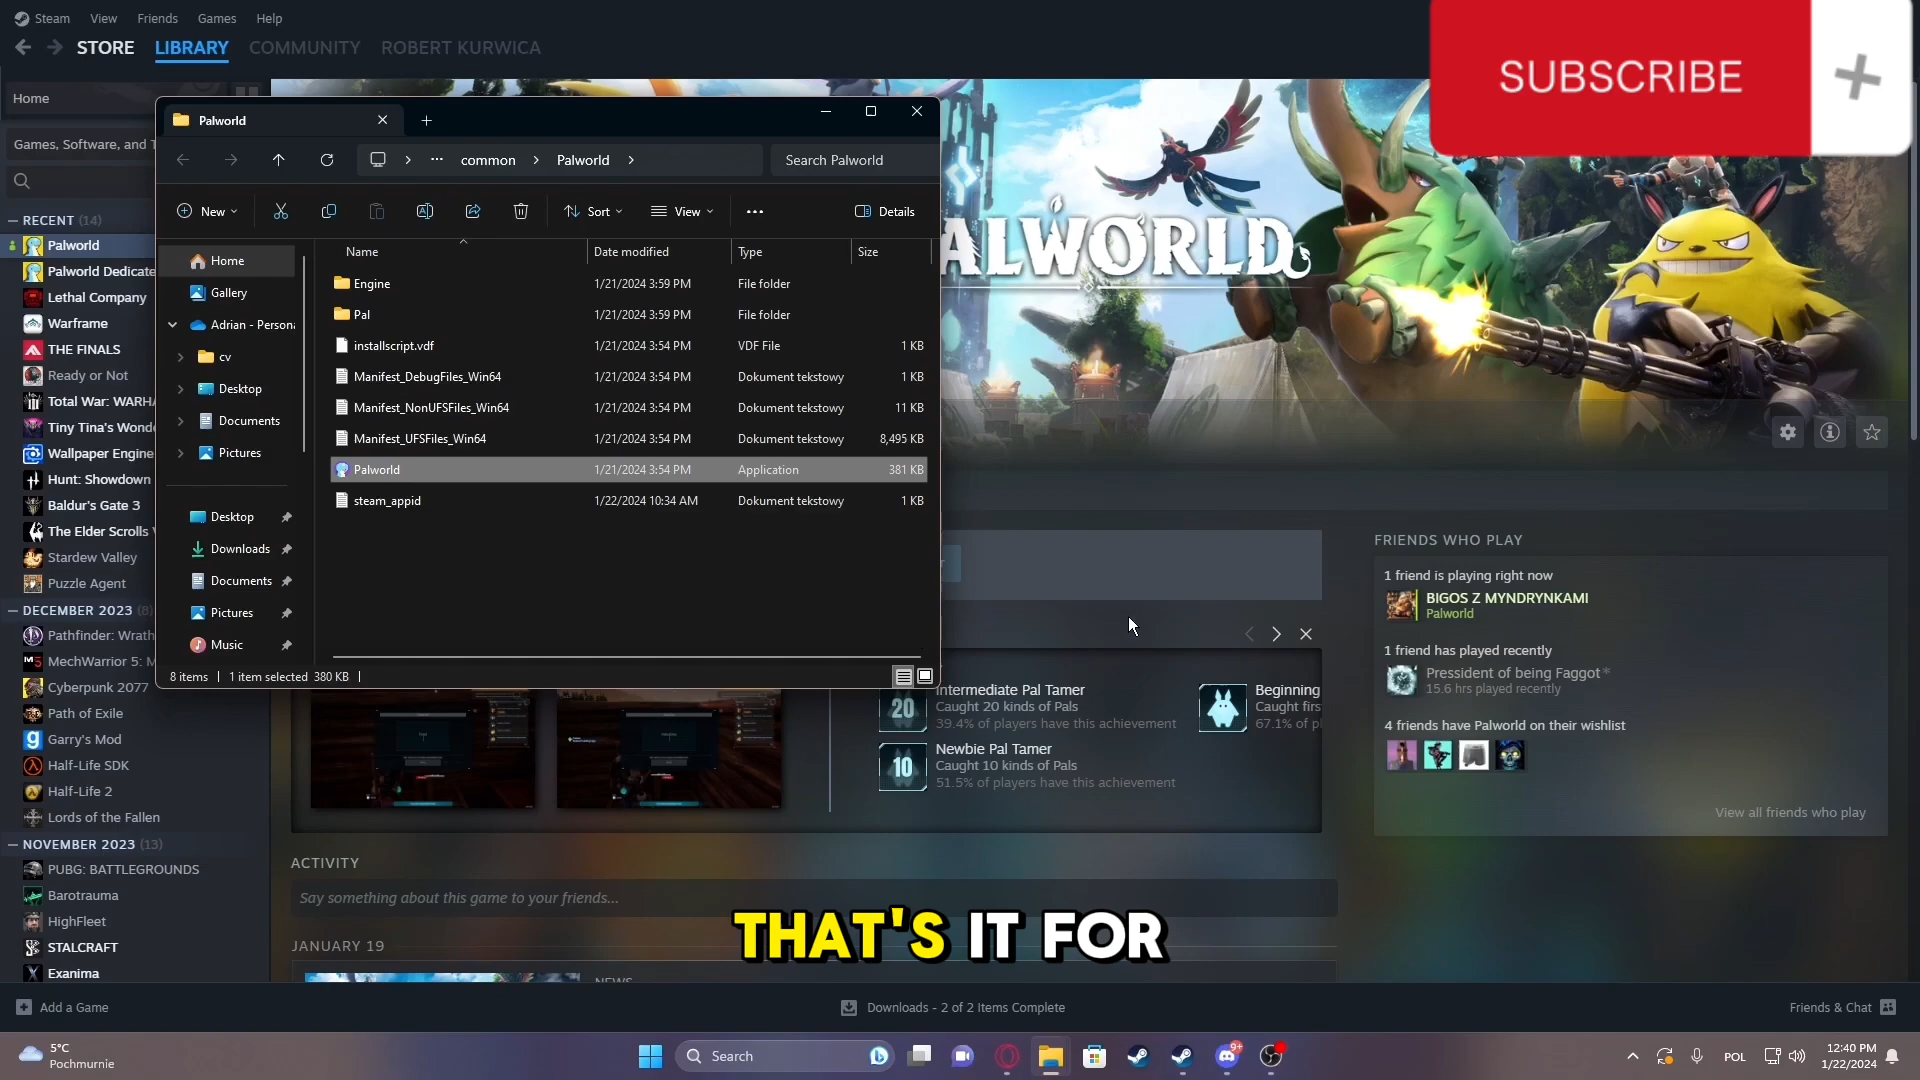 Steam View Friends Games Help
STORE LIBRARY COMMUNITY ROBERT KURWICA
SUBSCRIBE
Home
Games, Software, and T
RECENT (14)
Palworld
Palworld Dedicate
Lethal Company
Warframe
THE FINALS
Ready or Not
Total War: WARHA
Tiny Tina's Wonde
Wallpaper Engine
Hunt: Showdown
Baldur's Gate 3
The Elder Scrolls V
Stardew Valley
Puzzle Agent
DECEMBER 2023 (8)
Pathfinder: Wrath
MechWarrior 5: M
Cyberpunk 2077
Path of Exile
Garry's Mod
Half-Life SDK
Half-Life 2
Lords of the Fallen
NOVEMBER 2023 (13)
PUBG: BATTLEGROUNDS
Barotrauma
HighFleet
STALCRAFT
Exanima
Palworld
common Palworld
Search Palworld
New Sort View Details
Home
Gallery
Adrian - Persona
cv
Desktop
Documents
Pictures
Desktop
Downloads
Documents
Pictures
Music
Name Date modified Type Size
Engine 1/21/2024 3:59 PM File folder
Pal 1/21/2024 3:59 PM File folder
installscript.vdf 1/21/2024 3:54 PM VDF File 1 KB
Manifest_DebugFiles_Win64 1/21/2024 3:54 PM Dokument tekstowy 1 KB
Manifest_NonUFSFiles_Win64 1/21/2024 3:54 PM Dokument tekstowy 11 KB
Manifest_UFSFiles_Win64 1/21/2024 3:54 PM Dokument tekstowy 8,495 KB
Palworld 1/21/2024 3:54 PM Application 381 KB
steam_appid 1/22/2024 10:34 AM Dokument tekstowy 1 KB
8 items 1 item selected 380 KB
ALWORLD
FRIENDS WHO PLAY
1 friend is playing right now
BIGOS Z MYNDRYNKAMI
Palworld
1 friend has played recently
Pressident of being Faggot*
15.6 hrs played recently
4 friends have Palworld on their wishlist
View all friends who play
20
Intermediate Pal Tamer
Caught 20 kinds of Pals
39.4% of players have this achievement
Beginning
Caught firs
67.1% of pl
10
Newbie Pal Tamer
Caught 10 kinds of Pals
51.5% of players have this achievement
ACTIVITY
Say something about this game to your friends...
THAT'S IT FOR
JANUARY 19
NEWS
Add a Game
Downloads - 2 of 2 Items Complete
Friends & Chat
5°C
Pochmurnie
Search
9+
POL
12:40 PM
1/22/2024